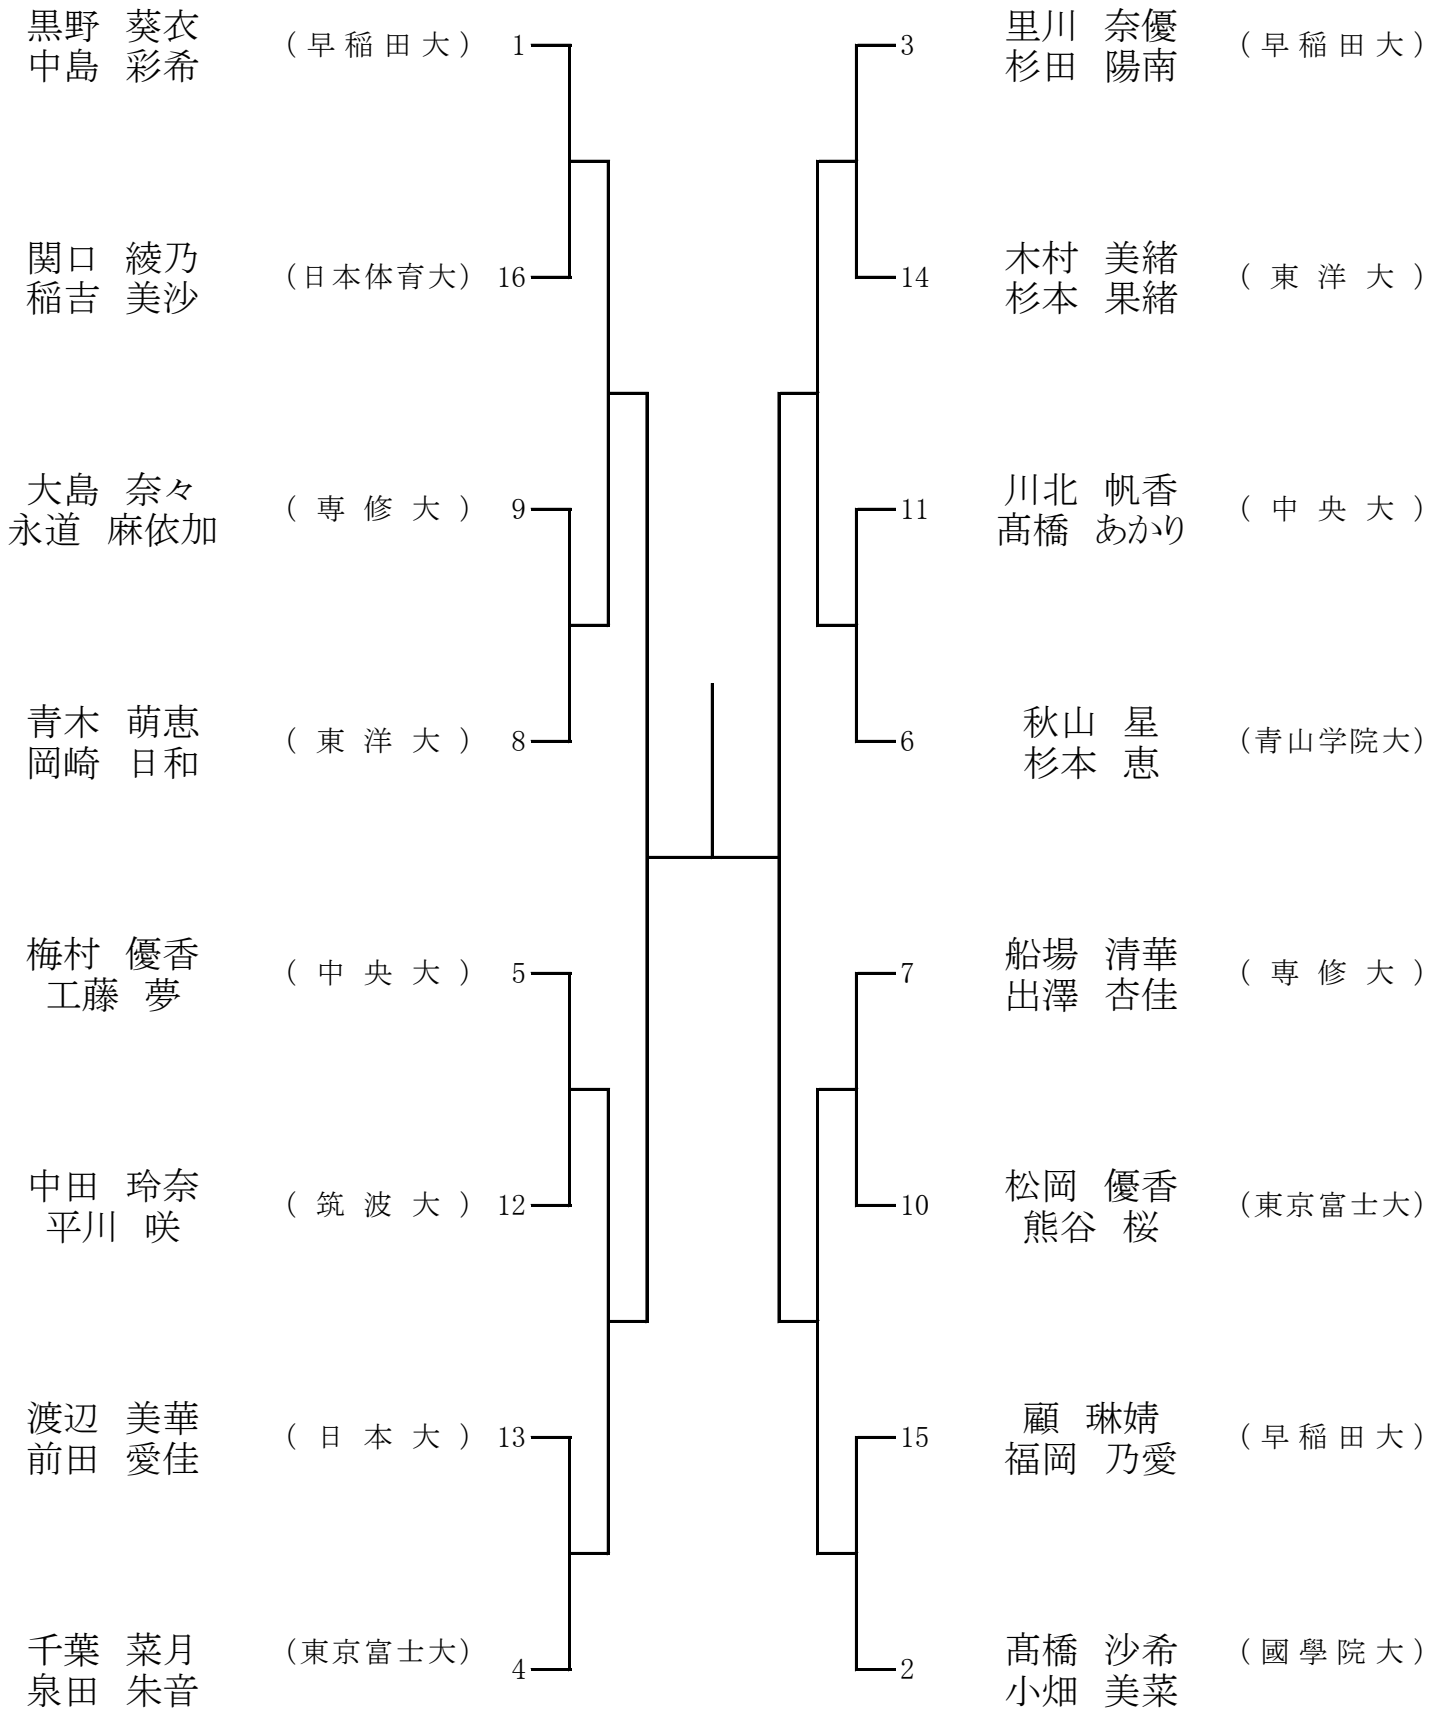 黒野 葵衣
中島 彩希
(早稲田大) 1
関口 綾乃
稲吉 美沙
(日本体育大) 16
大島 奈々
永道 麻依加
(専修大) 9
青木 萌恵
岡崎 日和
(東洋大) 8
梅村 優香
工藤 夢
(中央大) 5
中田 玲奈
平川 咲
(筑波大) 12
渡辺 美華
前田 愛佳
(日本大) 13
千葉 菜月
泉田 朱音
(東京富士大) 4
3 里川 奈優
杉田 陽南
(早稲田大)
14 木村 美緒
杉本 果緒
(東洋大)
11 川北 帆香
髙橋 あかり
(中央大)
6 秋山 星
杉本 恵
(青山学院大)
7 船場 清華
出澤 杏佳
(専修大)
10 松岡 優香
熊谷 桜
(東京富士大)
15 顧 琳婧
福岡 乃愛
(早稲田大)
2 髙橋 沙希
小畑 美菜
(國學院大)